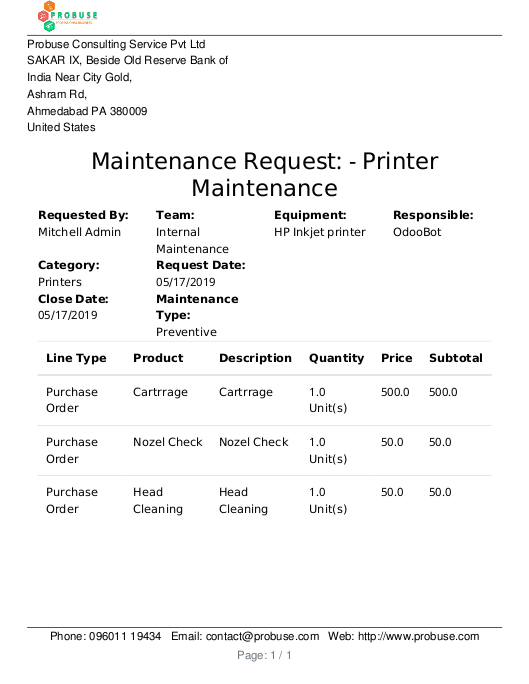 PROBUSE
Probuse Consulting Service Pvt Ltd
SAKAR IX, Beside Old Reserve Bank of
India Near City Gold,
Ashram Rd,
Ahmedabad PA 380009
United States
Maintenance Request: - Printer
Maintenance
Requested By: Team: Equipment: Responsible:
Mitchell Admin Internal HP Inkjet printer OdooBot
Maintenance
Category: Request Date:
Printers 05/17/2019
Close Date: Maintenance
05/17/2019 Type:
Preventive
Line Type Product Description Quantity Price Subtotal
Purchase Cartrrage Cartrrage 1.0 500.0 500.0
Order Unit(s)
Purchase Nozel Check Nozel Check 1.0 50.0 50.0
Order Unit(s)
Purchase Head Head 1.0 50.0 50.0
Order Cleaning Cleaning Unit(s)
Phone: 096011 19434 Email: contact@probuse.com Web: http://www.probuse.com
Page: 1 / 1